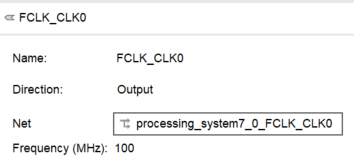 FCLK_CLK0
Name: FCLK_CLK0
Direction: Output
Net processing_system7_0_FCLK_CLK0
Frequency (MHz): 100